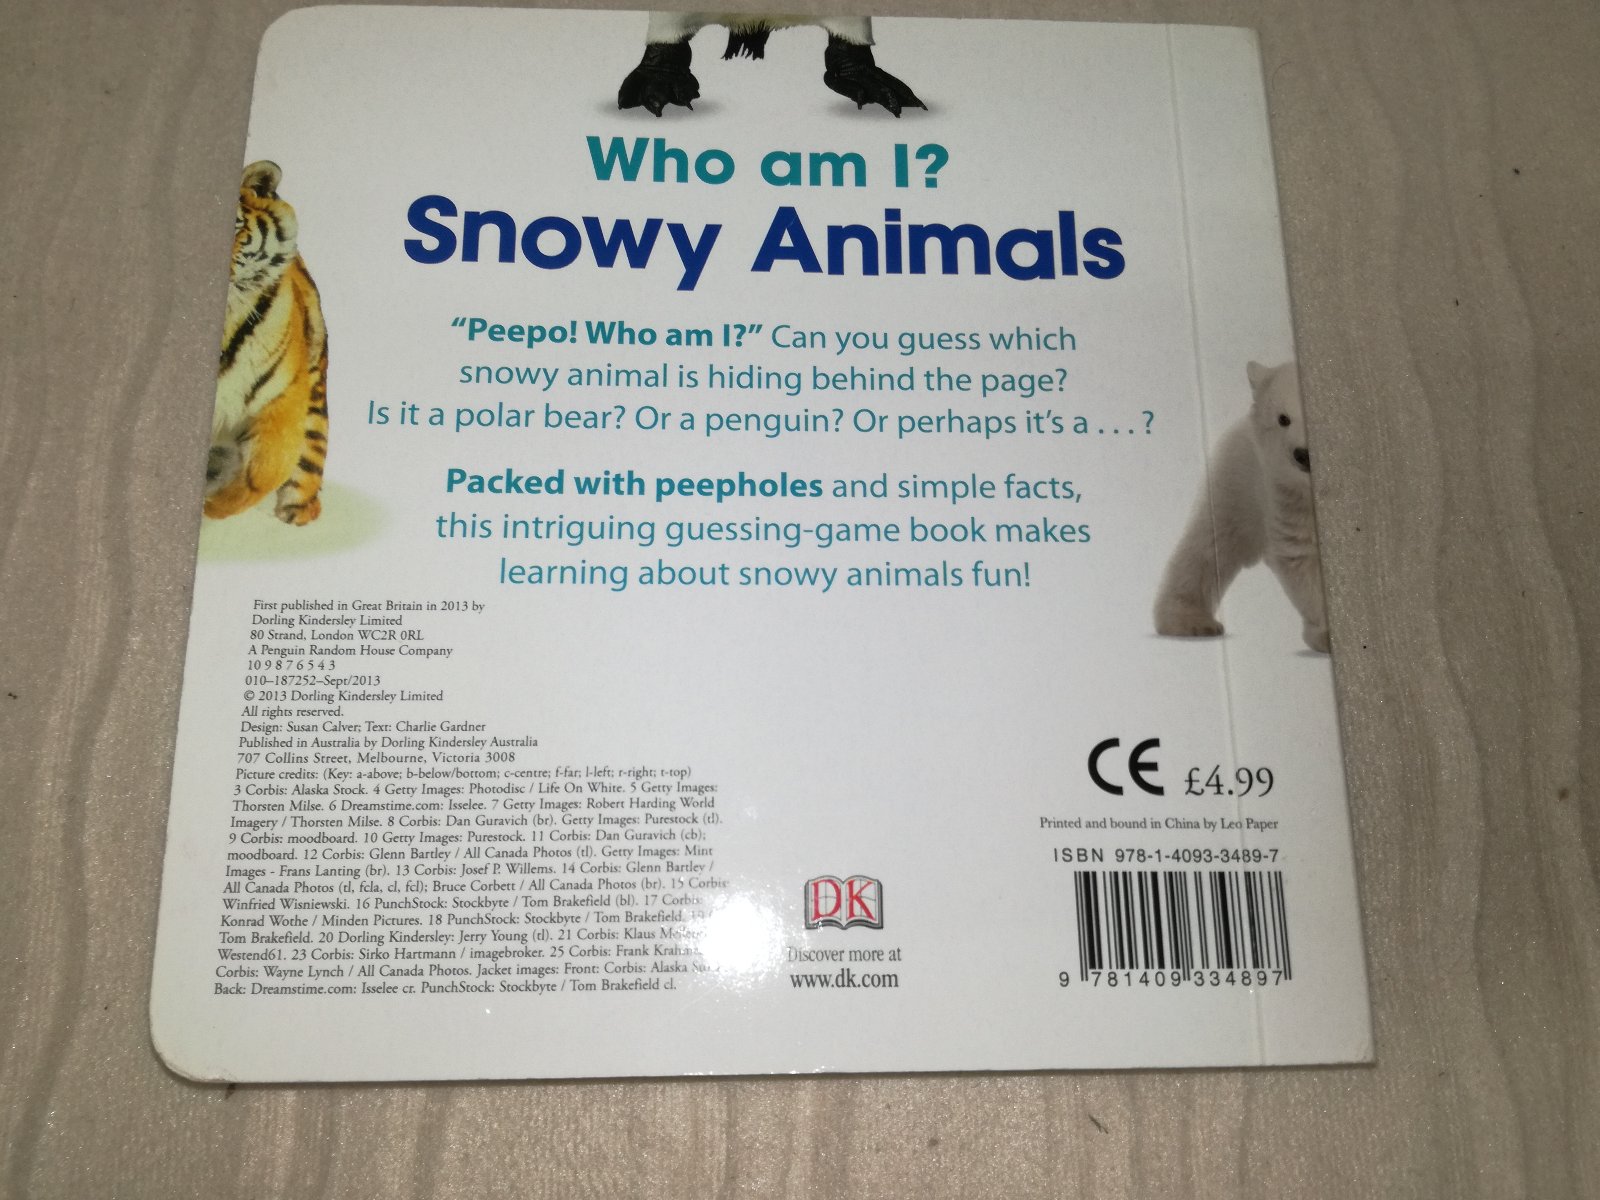 Who am I?
Snowy Animals
“Peepo! Who am I?” Can you guess which
snowy animal is hiding behind the page?
Is it a polar bear? Or a penguin? Or perhaps it’s a . . . ?
Packed with peepholes and simple facts,
this intriguing guessing-game book makes
learning about snowy animals fun!
First published in Great Britain in 2013 by
Dorling Kindersley Limited
80 Strand, London WC2R 0RL
A Penguin Random House Company
10 9 8 7 6 5 4 3
010–187252–Sept/2013
© 2013 Dorling Kindersley Limited
All rights reserved.
Design: Susan Calver; Text: Charlie Gardner
Published in Australia by Dorling Kindersley Australia
707 Collins Street, Melbourne, Victoria 3008
Picture credits: (Key: a-above; b-below/bottom; c-centre; f-far; l-left; r-right; t-top)
3 Corbis: Alaska Stock. 4 Getty Images: Photodisc / Life On White. 5 Getty Images:
Thorsten Milse. 6 Dreamstime.com: Isselee. 7 Getty Images: Robert Harding World
Imagery / Thorsten Milse. 8 Corbis: Dan Guravich (br). Getty Images: Purestock (tl).
9 Corbis: moodboard. 10 Getty Images: Purestock. 11 Corbis: Dan Guravich (cb);
moodboard. 12 Corbis: Glenn Bartley / All Canada Photos (tl). Getty Images: Mint
Images - Frans Lanting (br). 13 Corbis: Josef P. Willems. 14 Corbis: Glenn Bartley /
All Canada Photos (tl, fcla, cl, fcl); Bruce Corbett / All Canada Photos (br). 15 Corbis:
Winfried Wisniewski. 16 PunchStock: Stockbyte / Tom Brakefield (bl). 17 Corbis:
Konrad Wothe / Minden Pictures. 18 PunchStock: Stockbyte / Tom Brakefield. 19
Tom Brakefield. 20 Dorling Kindersley: Jerry Young (tl). 21 Corbis: Klaus
Westend61. 23 Corbis: Sirko Hartmann / imagebroker. 25 Corbis: Frank
Corbis: Wayne Lynch / All Canada Photos. Jacket images: Front: Corbis: Alaska
Back: Dreamstime.com: Isselee cr. PunchStock: Stockbyte / Tom Brakefield cl.
DK
Discover more at
www.dk.com
CE £4.99
Printed and bound in China by Leo Paper
ISBN 978-1-4093-3489-7
9 781409 334897